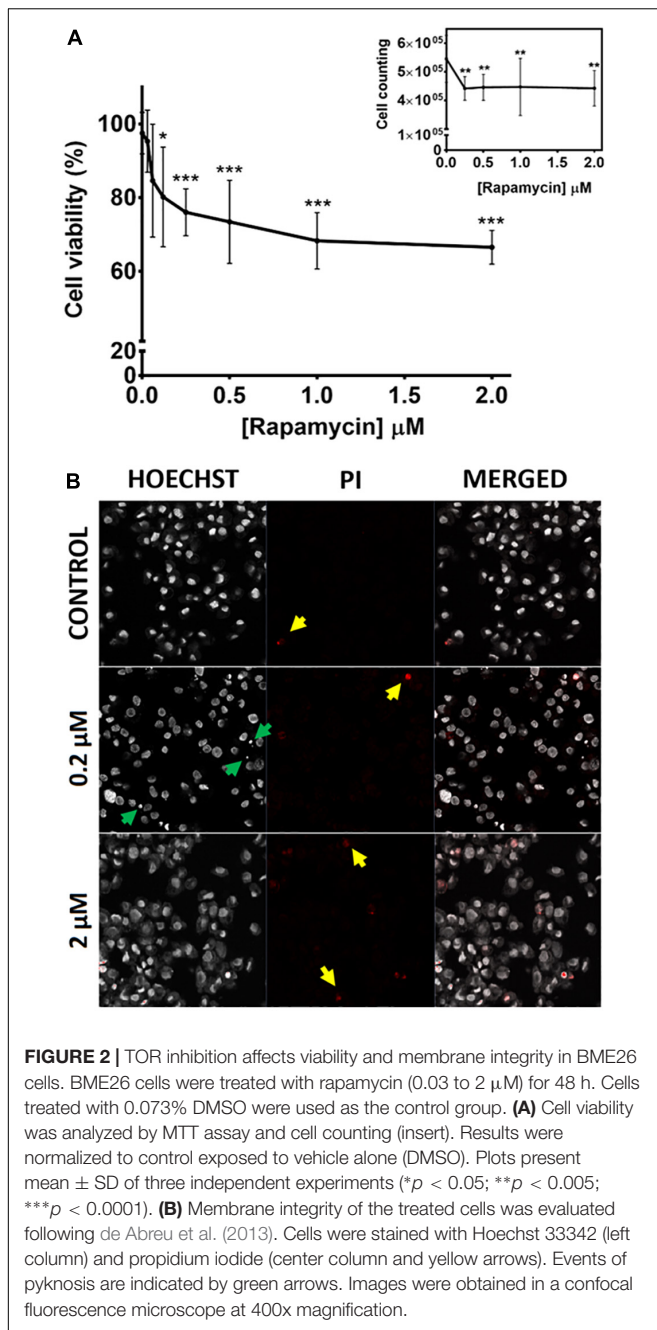 A
Cell viability (%)
100
80
60
20
0
0.0 0.5 1.0 1.5 2.0
[Rapamycin] μM
* *** *** *** ***
Cell counting
6×10⁰⁵
5×10⁰⁵
4×10⁰⁵
1×10⁰⁵
0
0.0 0.5 1.0 1.5 2.0
[Rapamycin] μM
** ** ** **
B
HOECHST PI MERGED
CONTROL
0.2 μM
2 μM
FIGURE 2 | TOR inhibition affects viability and membrane integrity in BME26
cells. BME26 cells were treated with rapamycin (0.03 to 2 μM) for 48 h. Cells
treated with 0.073% DMSO were used as the control group. (A) Cell viability
was analyzed by MTT assay and cell counting (insert). Results were
normalized to control exposed to vehicle alone (DMSO). Plots present
mean ± SD of three independent experiments (*p < 0.05; **p < 0.005;
***p < 0.0001). (B) Membrane integrity of the treated cells was evaluated
following de Abreu et al. (2013). Cells were stained with Hoechst 33342 (left
column) and propidium iodide (center column and yellow arrows). Events of
pyknosis are indicated by green arrows. Images were obtained in a confocal
fluorescence microscope at 400x magnification.